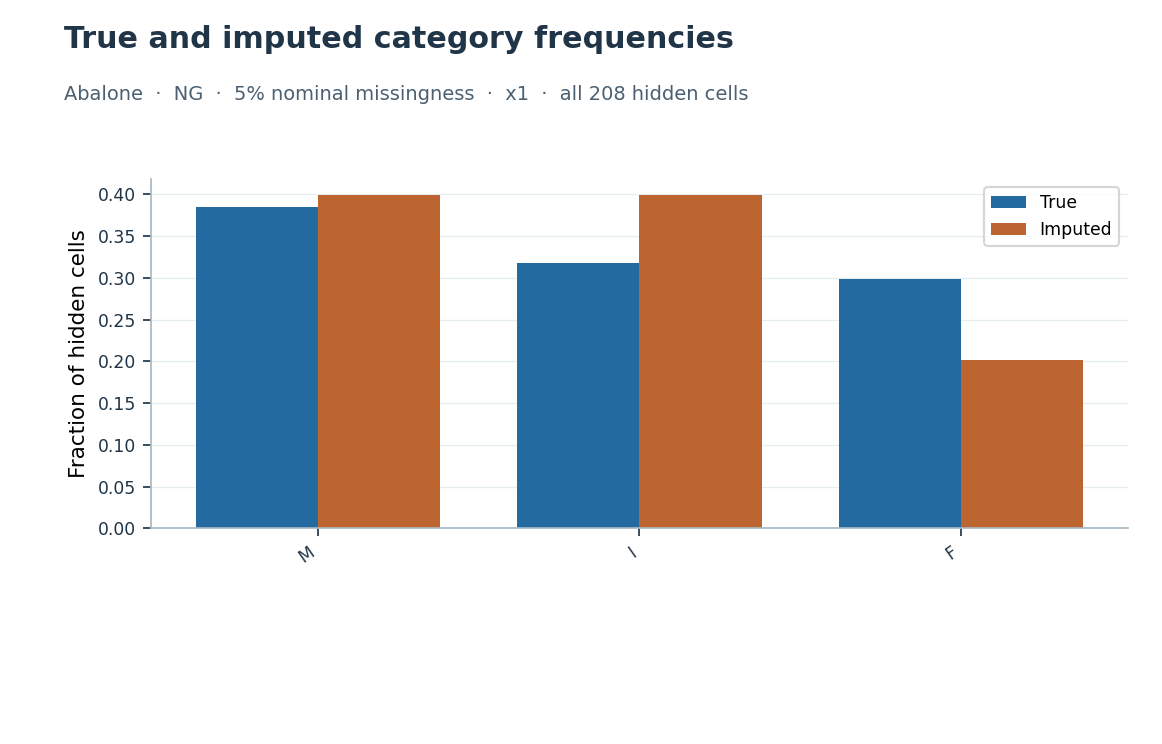 True and imputed category frequencies
Abalone · NG · 5% nominal missingness · x1 · all 208 hidden cells
Fraction of hidden cells
0.40
0.35
0.30
0.25
0.20
0.15
0.10
0.05
0.00
True
Imputed
M
I
F